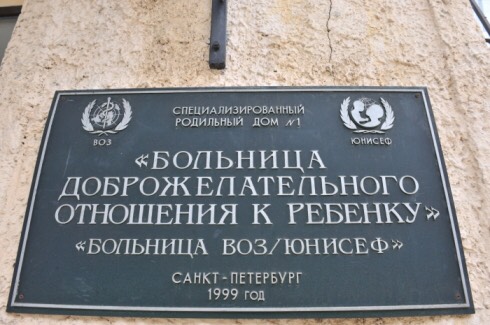 СПЕЦИАЛИЗИРОВАННЫЙ
РОДИЛЬНЫЙ ДОМ №1
ВОЗ
ЮНИСЕФ
«БОЛЬНИЦА
ДОБРОЖЕЛАТЕЛЬНОГО
ОТНОШЕНИЯ К РЕБЕНКУ»
«БОЛЬНИЦА ВОЗ/ЮНИСЕФ»
САНКТ-ПЕТЕРБУРГ
1999 ГОД